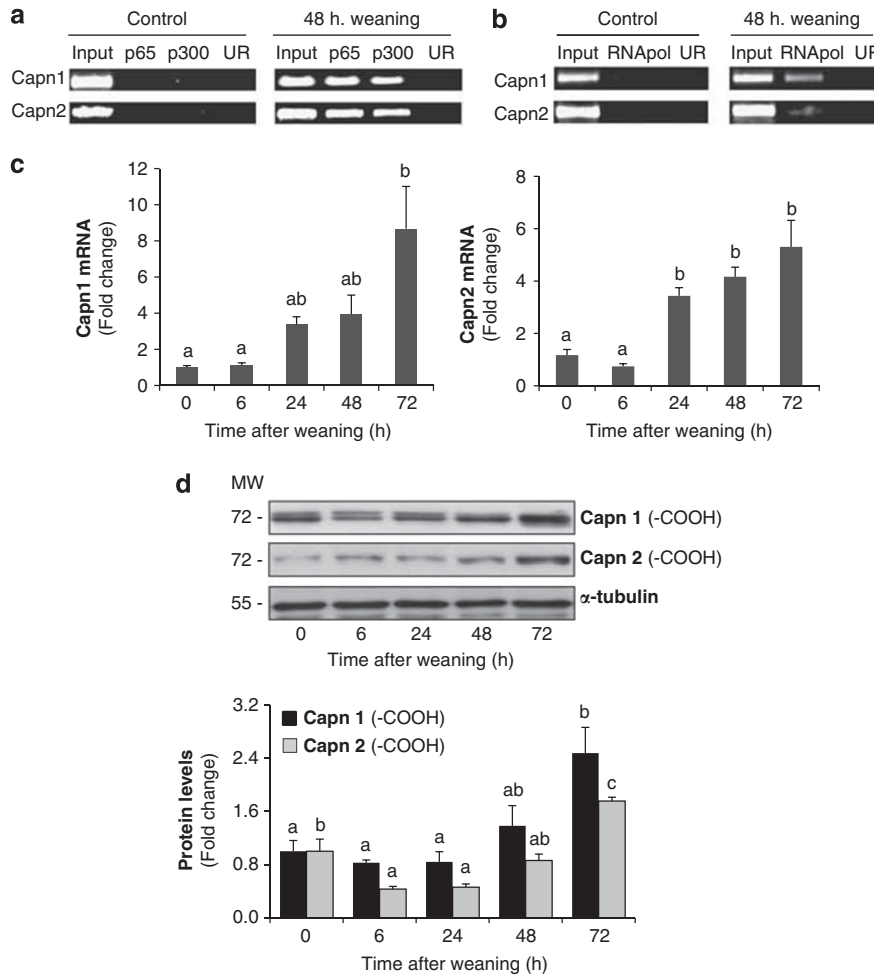 a
Control
48 h. weaning
Input p65 p300 UR
Input p65 p300 UR
Capn1
Capn2
b
Control
48 h. weaning
Input RNApol UR
Input RNApol UR
Capn1
Capn2
c
Capn1 mRNA
(Fold change)
12
10
8
6
4
2
0
a
a
ab
ab
b
0 6 24 48 72
Time after weaning (h)
Capn2 mRNA
(Fold change)
8
6
4
2
0
a
a
b
b
b
0 6 24 48 72
Time after weaning (h)
d
MW
72 -
Capn 1 (-COOH)
72 -
Capn 2 (-COOH)
55 -
α-tubulin
0 6 24 48 72
Time after weaning (h)
Protein levels
(Fold change)
3.2
2.4
1.6
0.8
0.0
Capn 1 (-COOH)
Capn 2 (-COOH)
a b
a a
a a
ab ab
b c
0 6 24 48 72
Time after weaning (h)